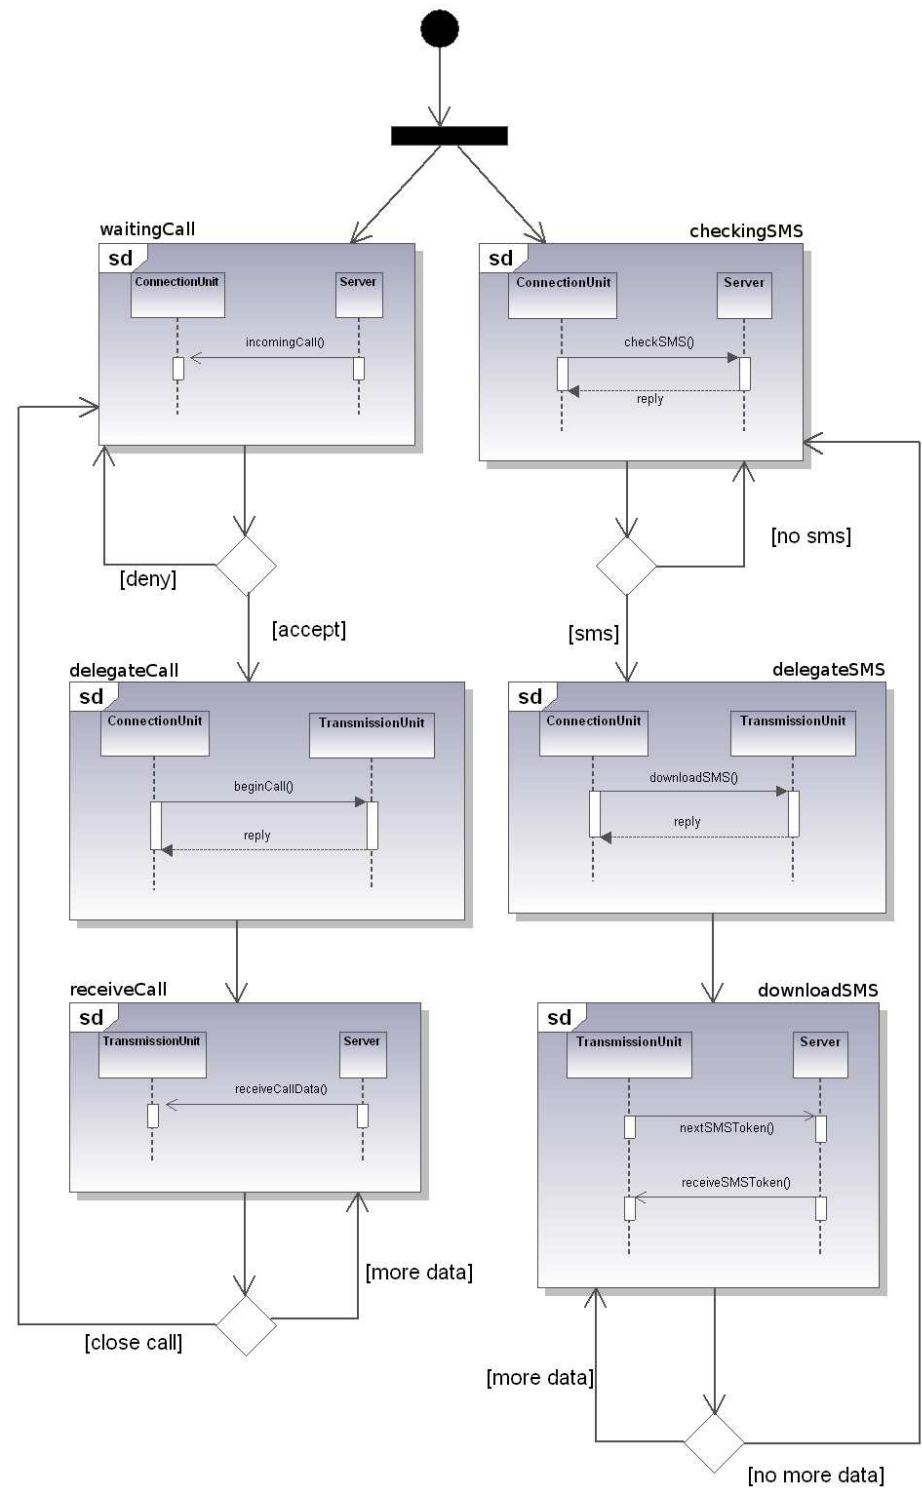 waitingCall
checkingSMS
sd
ConnectionUnit
Server
incomingCall()
sd
ConnectionUnit
Server
checkSMS()
reply
[deny]
[accept]
[no sms]
[sms]
delegateCall
delegateSMS
sd
ConnectionUnit
TransmissionUnit
beginCall()
reply
sd
ConnectionUnit
TransmissionUnit
downloadSMS()
reply
receiveCall
downloadSMS
sd
TransmissionUnit
Server
receiveCallData()
sd
TransmissionUnit
Server
nextSMSToken()
receiveSMSToken()
[more data]
[close call]
[more data]
[no more data]